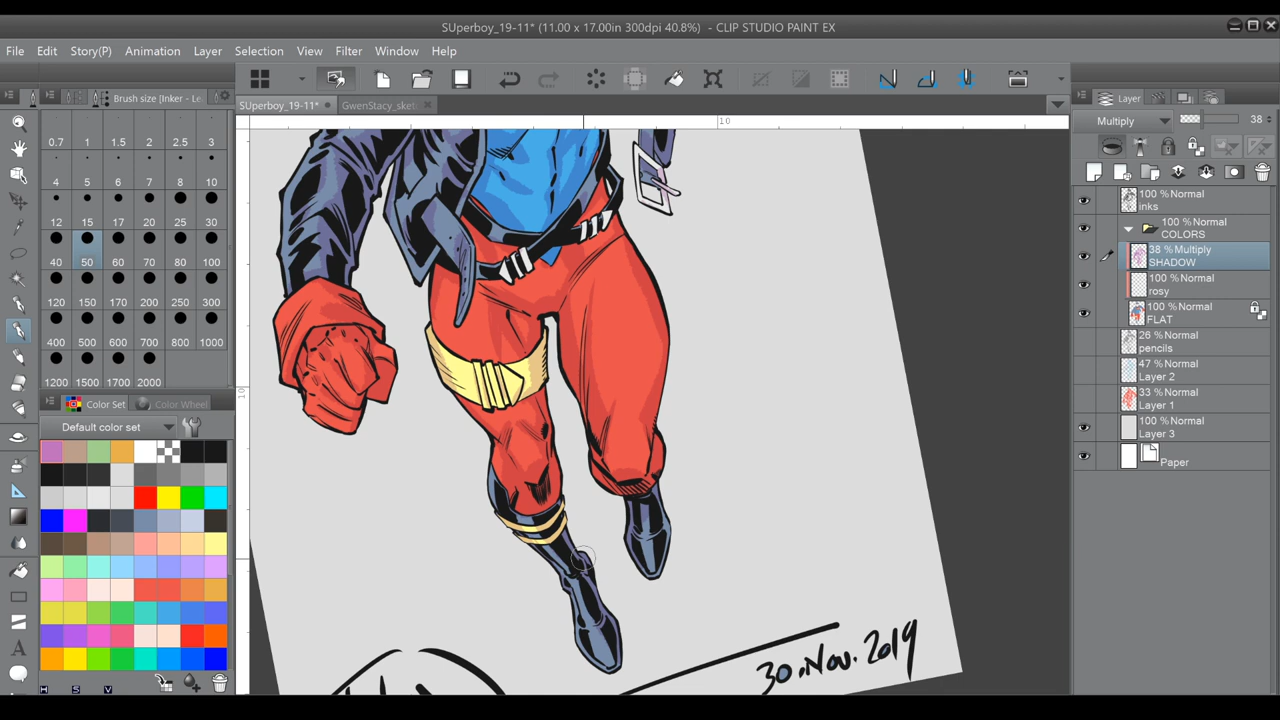 SUperboy_19-11* (11.00 x 17.00in 300dpi 40.8%) - CLIP STUDIO PAINT EX
File Edit Story(P) Animation Layer Selection View Filter Window Help
Brush size [Inker - Le
SUperboy_19-11* GwenStacy_sket
Layer
10
0.7 1 1.5 2 2.5 3
4 5 6 7 8 10
12 15 17 20 25 30
40 50 60 70 80 100
120 150 170 200 250 300
400 500 600 700 800 1000
1200 1500 1700 2000
10
Color Set Color Wheel
Default color set
H S V
Multiply 38
100 % Normal
inks
100 % Normal
COLORS
38 % Multiply
SHADOW
100 % Normal
rosy
100 % Normal
FLAT
26 % Normal
pencils
47 % Normal
Layer 2
33 % Normal
Layer 1
100 % Normal
Layer 3
Paper
30.Nov. 2019